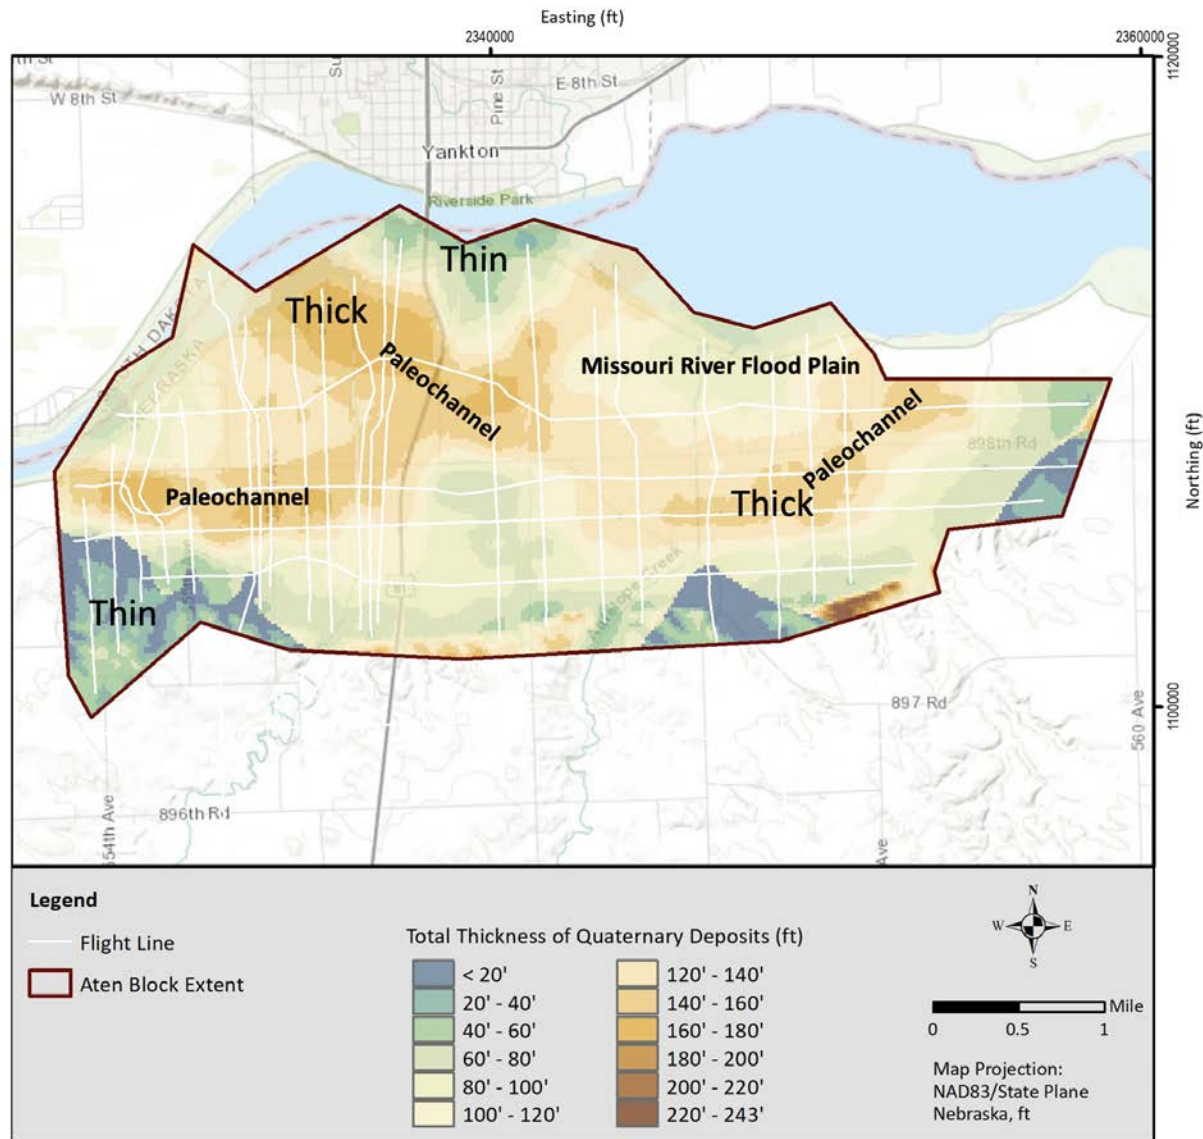 Easting (ft)
2340000
2360000
1120000
th St
W 8th St
Su
Pine St
E 8th St
Yankton
Riverside Park
Thin
Thick
Paleochannel
Missouri River Flood Plain
Paleochannel
898th Rd
Northing (ft)
Paleochannel
Thick
Thin
Antelope Creek
897 Rd
1100000
560 Ave
554th Ave
896th Rd
Ave
NEBRASKA
Legend
Flight Line
Aten Block Extent
Total Thickness of Quaternary Deposits (ft)
< 20'
20' - 40'
40' - 60'
60' - 80'
80' - 100'
100' - 120'
120' - 140'
140' - 160'
160' - 180'
180' - 200'
200' - 220'
220' - 243'
N
W
E
S
Mile
0 0.5 1
Map Projection:
NAD83/State Plane
Nebraska, ft